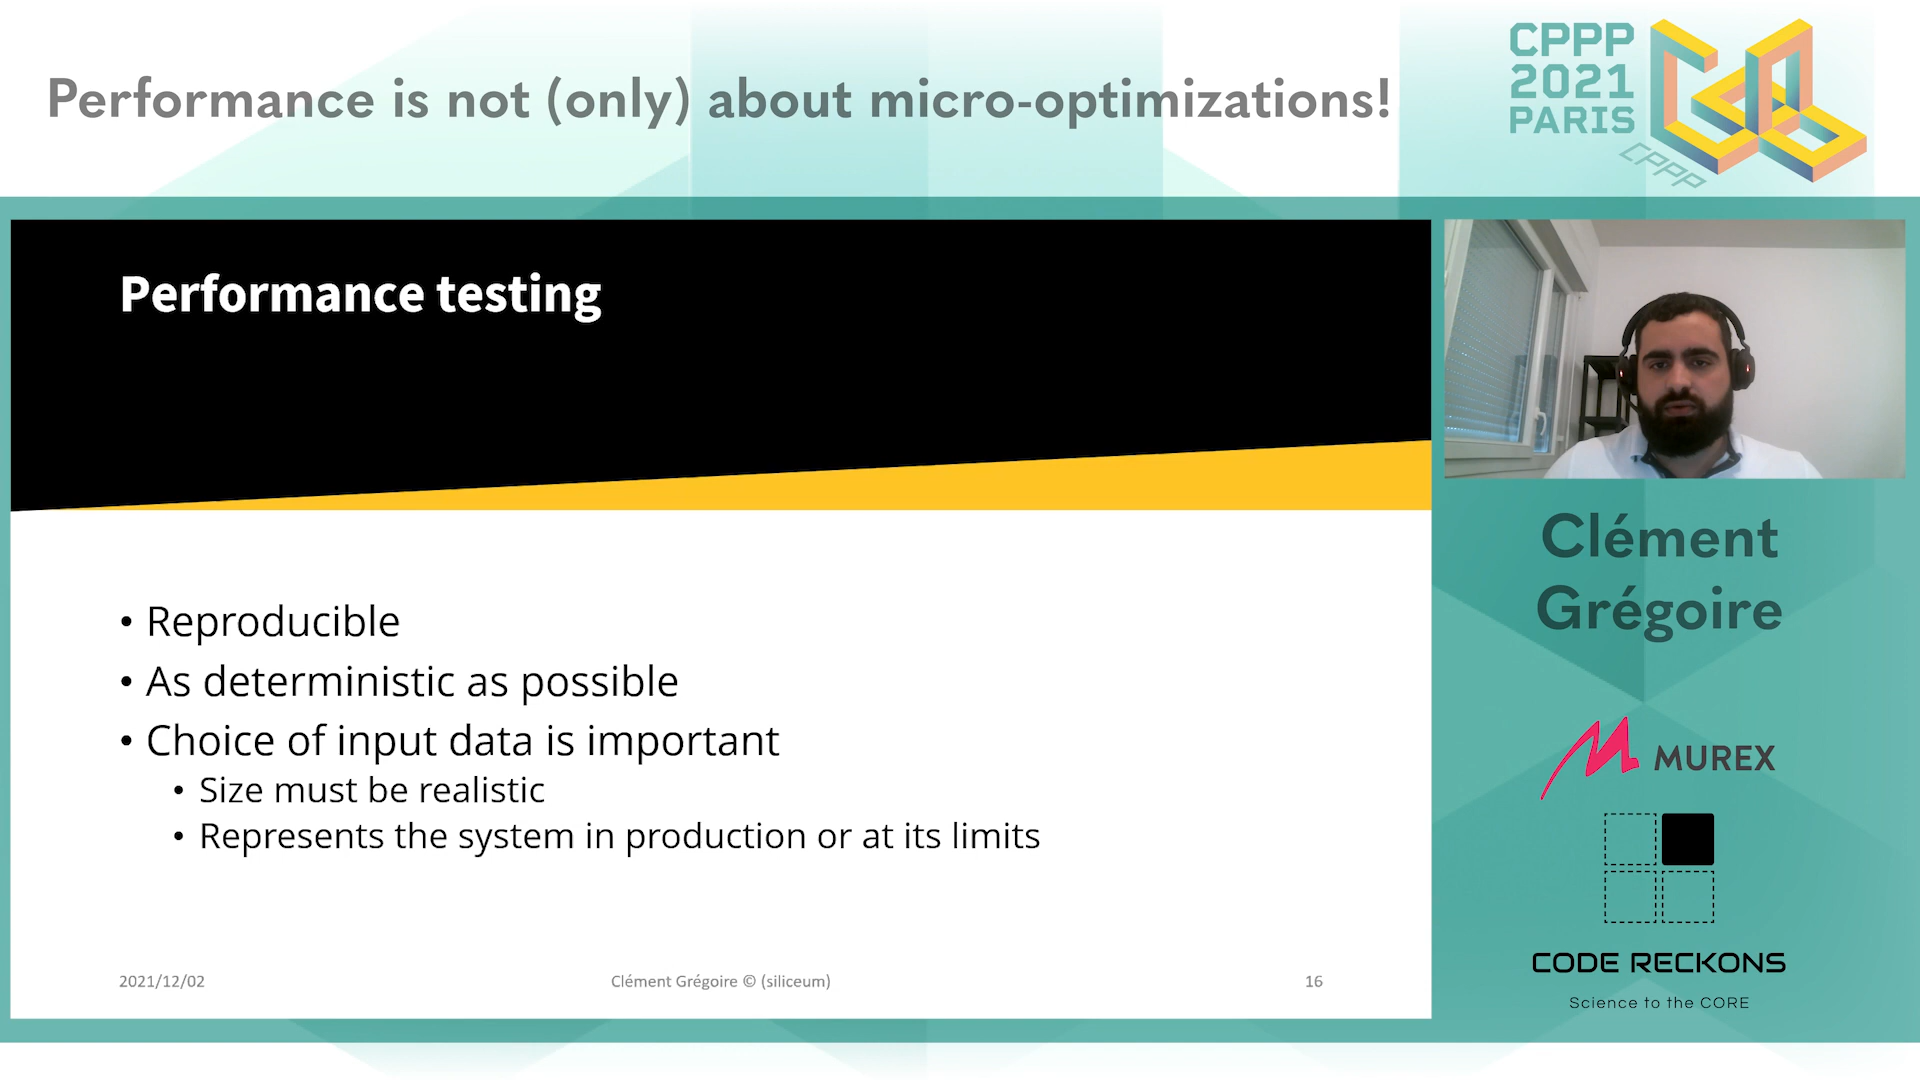 Performance is not (only) about micro-optimizations!
CPPP
2021
PARIS
CPPP
Performance testing
• Reproducible
• As deterministic as possible
• Choice of input data is important
• Size must be realistic
• Represents the system in production or at its limits
2021/12/02
Clément Grégoire © (siliceum)
16
Clément
Grégoire
MUREX
CODE RECKONS
Science to the CORE